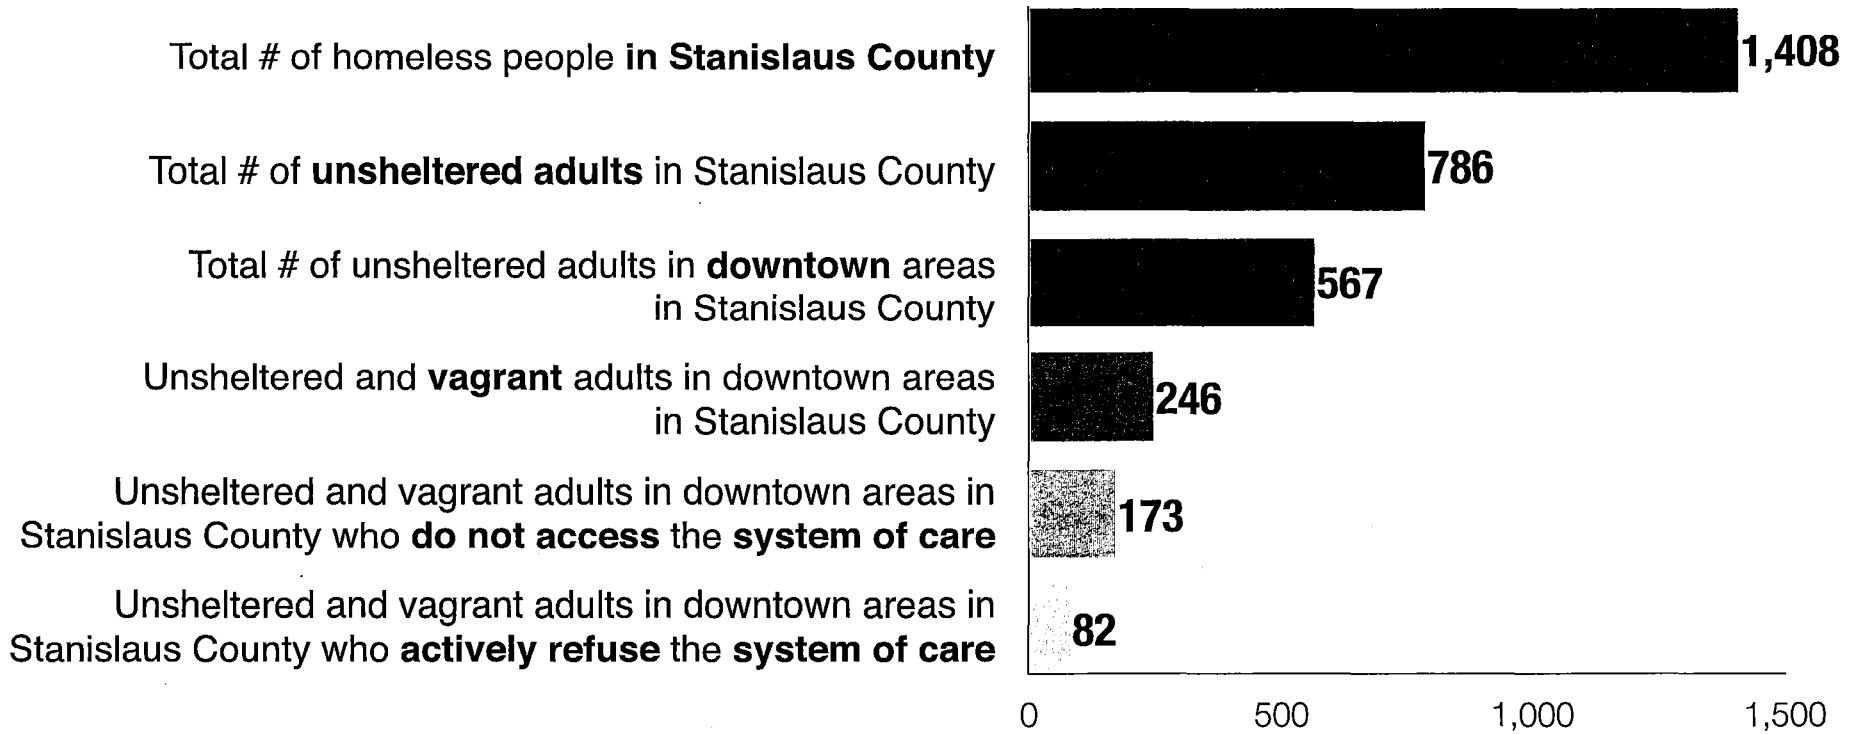 Total # of homeless people in Stanislaus County
1,408
Total # of unsheltered adults in Stanislaus County
786
Total # of unsheltered adults in downtown areas
in Stanislaus County
567
Unsheltered and vagrant adults in downtown areas
in Stanislaus County
246
Unsheltered and vagrant adults in downtown areas in
Stanislaus County who do not access the system of care
173
Unsheltered and vagrant adults in downtown areas in
Stanislaus County who actively refuse the system of care
82
0 500 1,000 1,500